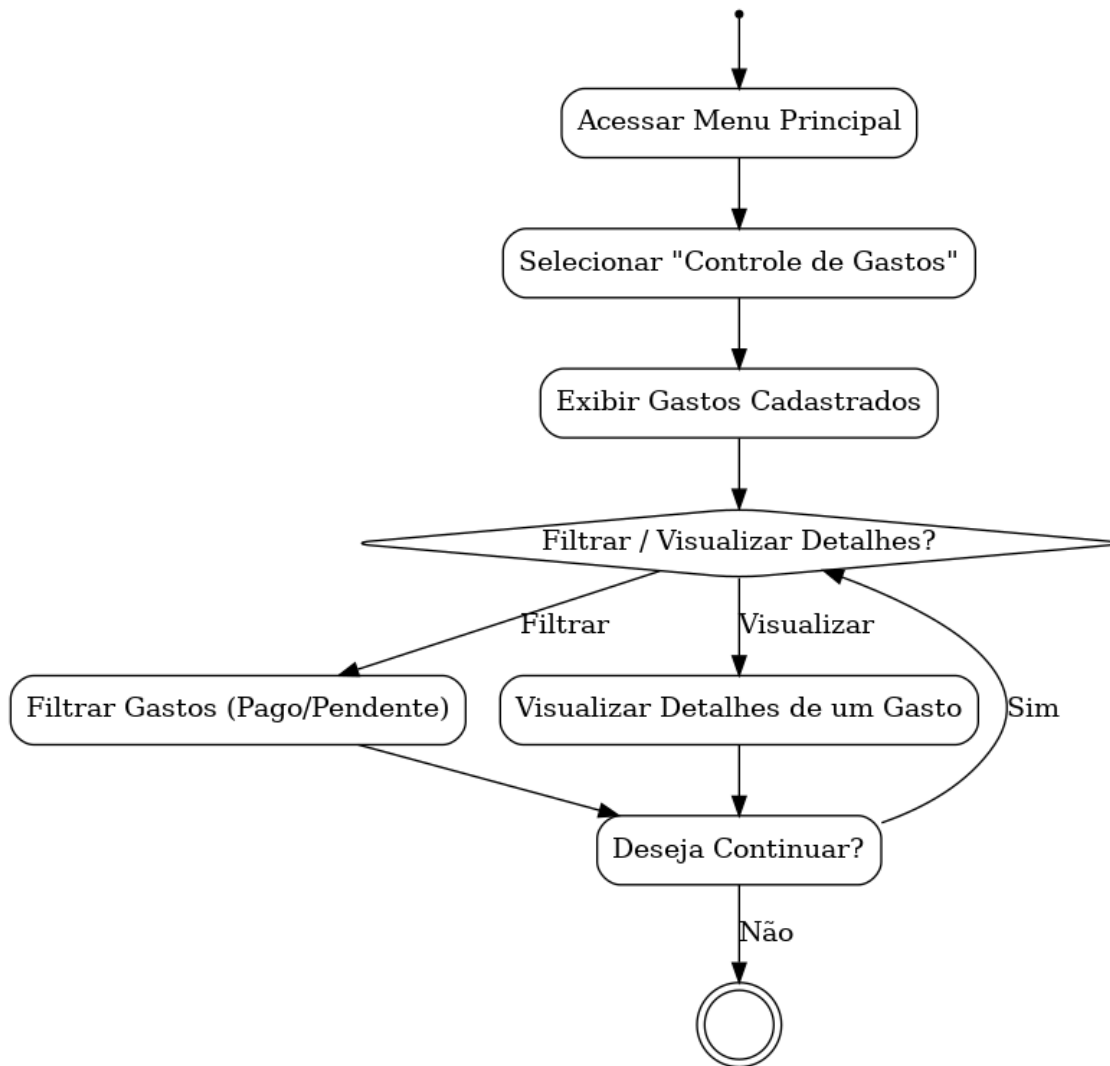 Acessar Menu Principal
Selecionar "Controle de Gastos"
Exibir Gastos Cadastrados
Filtrar / Visualizar Detalhes?
Filtrar
Visualizar
Filtrar Gastos (Pago/Pendente)
Visualizar Detalhes de um Gasto
Sim
Deseja Continuar?
Não